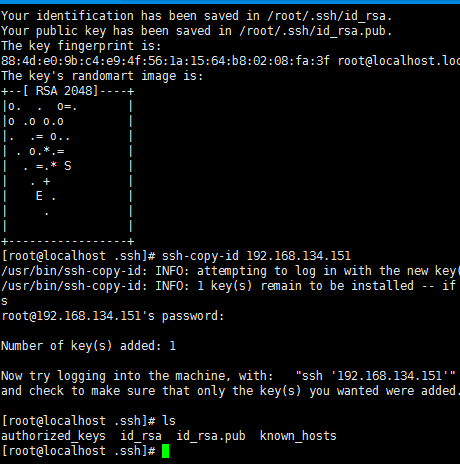 Your identification has been saved in /root/.ssh/id_rsa.
Your public key has been saved in /root/.ssh/id_rsa.pub.
The key fingerprint is:
88:4d:e0:9b:c4:e9:4f:56:1a:15:64:b8:02:08:fa:3f root@localhost.loc
The key's randomart image is:
+--[ RSA 2048]----+
|o.  .  o=.       |
|o .o o.o         |
|.  .= o..        |
| . o.*.=         |
|  . =.* S        |
|   . +           |
|    E .          |
|     .           |
|                 |
+-----------------+
[root@localhost .ssh]# ssh-copy-id 192.168.134.151
/usr/bin/ssh-copy-id: INFO: attempting to log in with the new key(
/usr/bin/ssh-copy-id: INFO: 1 key(s) remain to be installed -- if
s
root@192.168.134.151's password:
Number of key(s) added: 1
Now try logging into the machine, with:   "ssh '192.168.134.151'"
and check to make sure that only the key(s) you wanted were added.
[root@localhost .ssh]# ls
authorized_keys  id_rsa  id_rsa.pub  known_hosts
[root@localhost .ssh]#